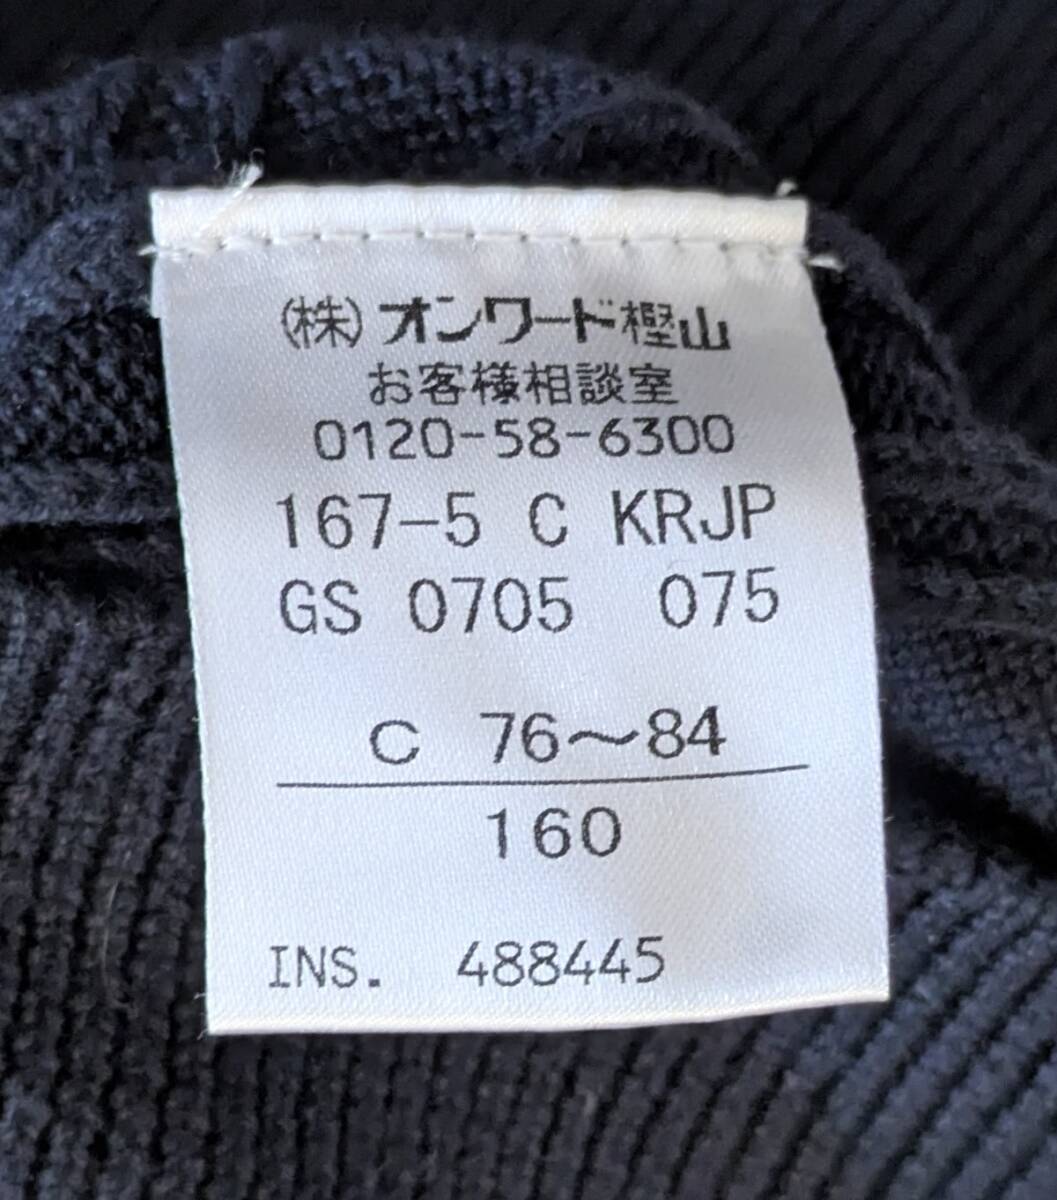 (株)オンワード樫山
お客様相談室
0120-58-6300
167-5 C KRJP
GS 0705 075
C 76〜84
160
INS. 488445